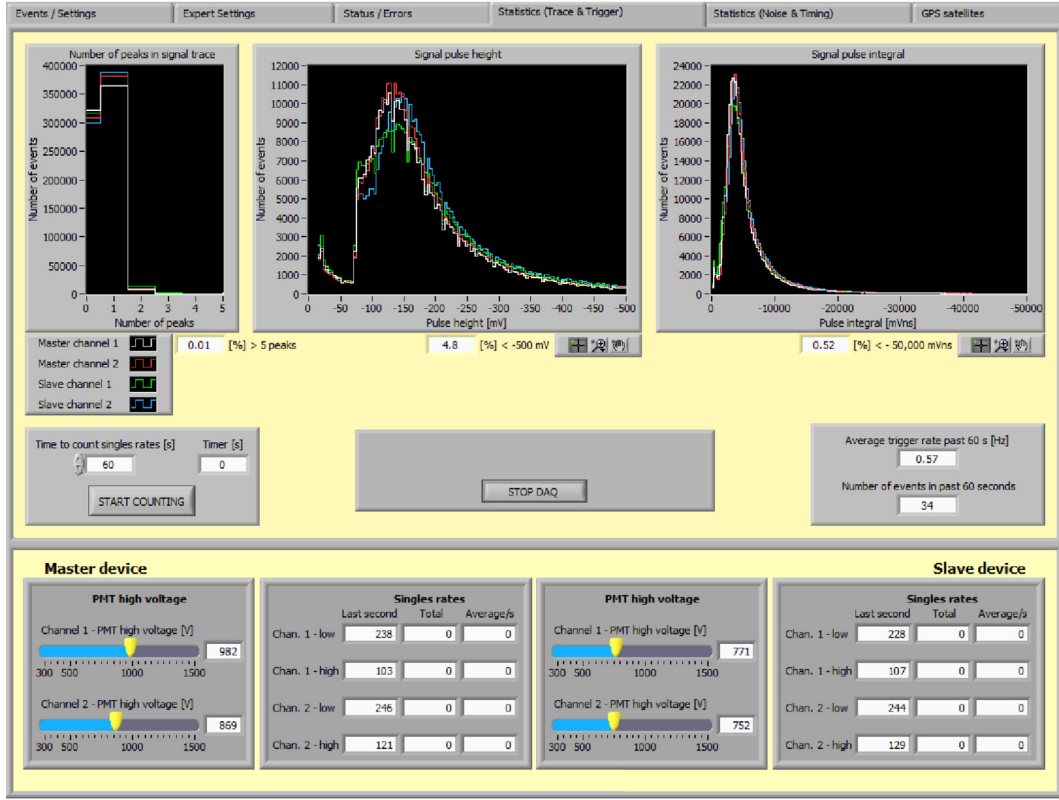 Events / Settings Expert Settings Status / Errors Statistics (Trace & Trigger) Statistics (Noise & Timing) GPS satellites
Number of peaks in signal trace
400000
350000
300000
250000
200000
150000
100000
50000
0
Number of events
0 1 2 3 4 5
Number of peaks
Signal pulse height
12000
11000
10000
9000
8000
7000
6000
5000
4000
3000
2000
1000
0
Number of events
0 -50 -100 -150 -200 -250 -300 -350 -400 -450 -500
Pulse height [mV]
Signal pulse integral
24000
22000
20000
18000
16000
14000
12000
10000
8000
6000
4000
2000
0
Number of events
0 -10000 -20000 -30000 -40000 -50000
Pulse integral [mVns]
Master channel 1
Master channel 2
Slave channel 1
Slave channel 2
0.01 [%] > 5 peaks
4.8 [%] < -500 mV
0.52 [%] < - 50,000 mVns
Time to count singles rates [s] Timer [s]
60 0
START COUNTING
STOP DAQ
Average trigger rate past 60 s [Hz]
0.57
Number of events in past 60 seconds
34
Master device
PMT high voltage
Channel 1 - PMT high voltage [V]
982
300 500 1000 1500
Channel 2 - PMT high voltage [V]
869
300 500 1000 1500
Singles rates
Last second Total Average/s
Chan. 1 - low 238 0 0
Chan. 1 - high 103 0 0
Chan. 2 - low 246 0 0
Chan. 2 - high 121 0 0
Slave device
PMT high voltage
Channel 1 - PMT high voltage [V]
771
300 500 1000 1500
Channel 2 - PMT high voltage [V]
752
300 500 1000 1500
Singles rates
Last second Total Average/s
Chan. 1 - low 228 0 0
Chan. 1 - high 107 0 0
Chan. 2 - low 244 0 0
Chan. 2 - high 129 0 0